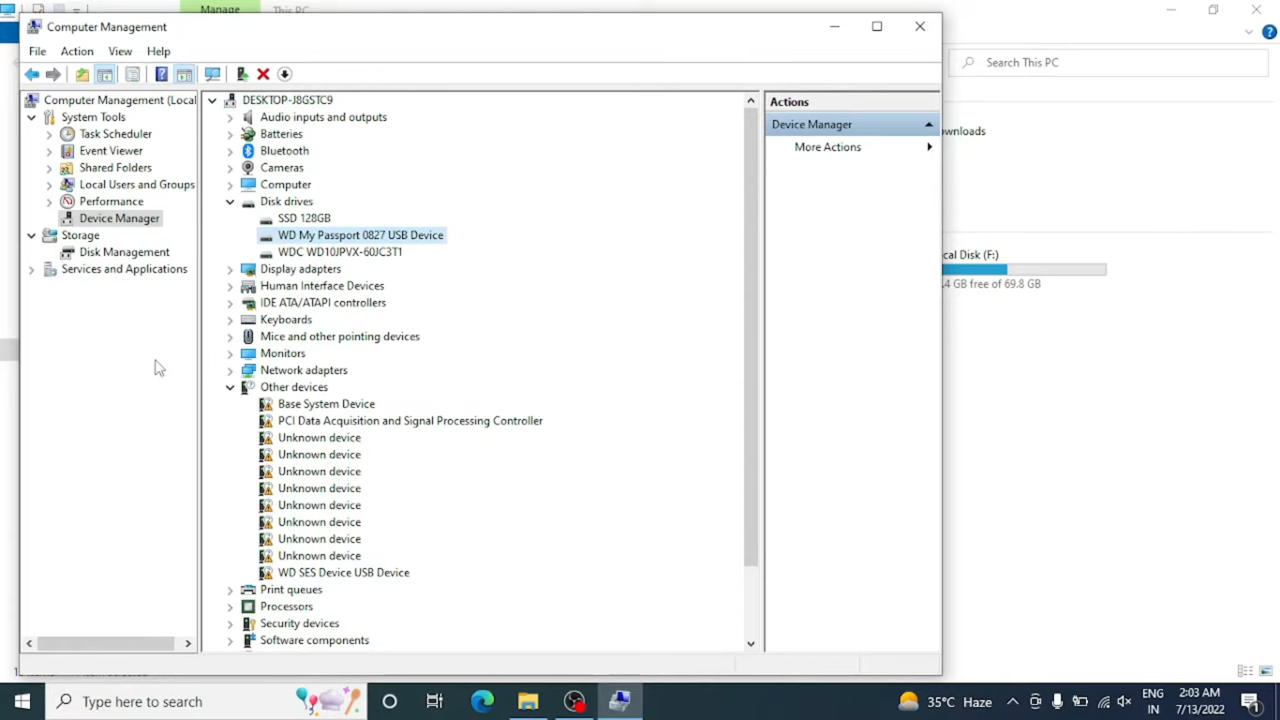 Manage
This PC
Computer Management
File Action View Help
Search This PC
Computer Management (Local
System Tools
Task Scheduler
Event Viewer
Shared Folders
Local Users and Groups
Performance
Device Manager
Storage
Disk Management
Services and Applications
DESKTOP-J8GSTC9
Audio inputs and outputs
Batteries
Bluetooth
Cameras
Computer
Disk drives
SSD 128GB
WD My Passport 0827 USB Device
WDC WD10JPVX-60JC3T1
Display adapters
Human Interface Devices
IDE ATA/ATAPI controllers
Keyboards
Mice and other pointing devices
Monitors
Network adapters
Other devices
Base System Device
PCI Data Acquisition and Signal Processing Controller
Unknown device
Unknown device
Unknown device
Unknown device
Unknown device
Unknown device
Unknown device
Unknown device
WD SES Device USB Device
Print queues
Processors
Security devices
Software components
Actions
Device Manager
More Actions
wnloads
cal Disk (F:)
.4 GB free of 69.8 GB
Type here to search
35°C Haze
ENG
IN
2:03 AM
7/13/2022
1